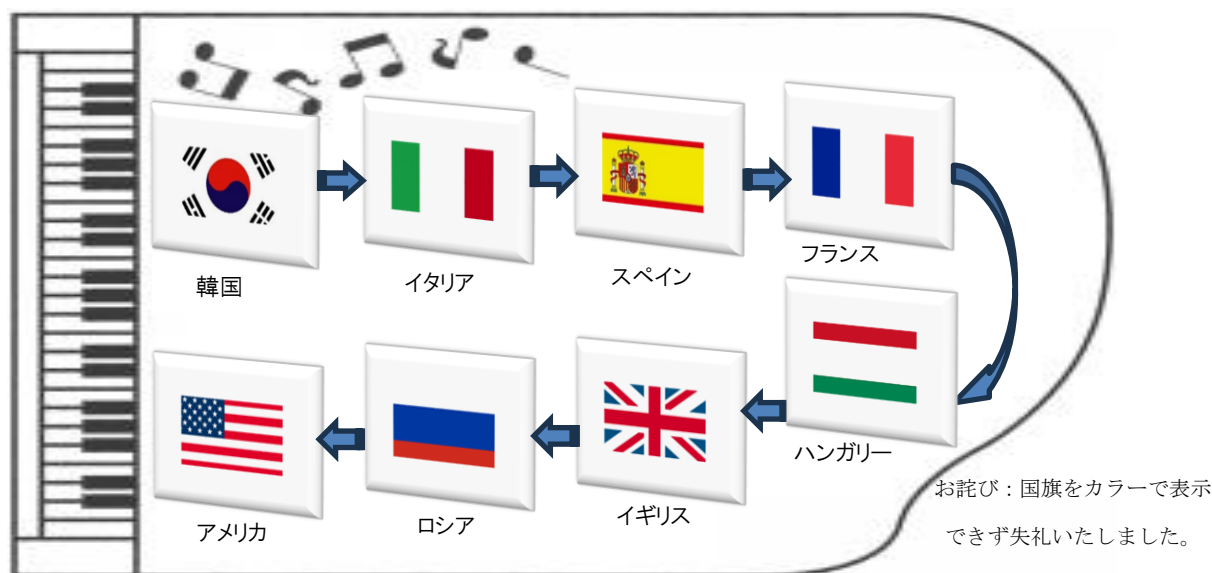 韓国
イタリア
スペイン
フランス
ハンガリー
イギリス
ロシア
アメリカ
お詫び：国旗をカラーで表示
できず失礼いたしました。